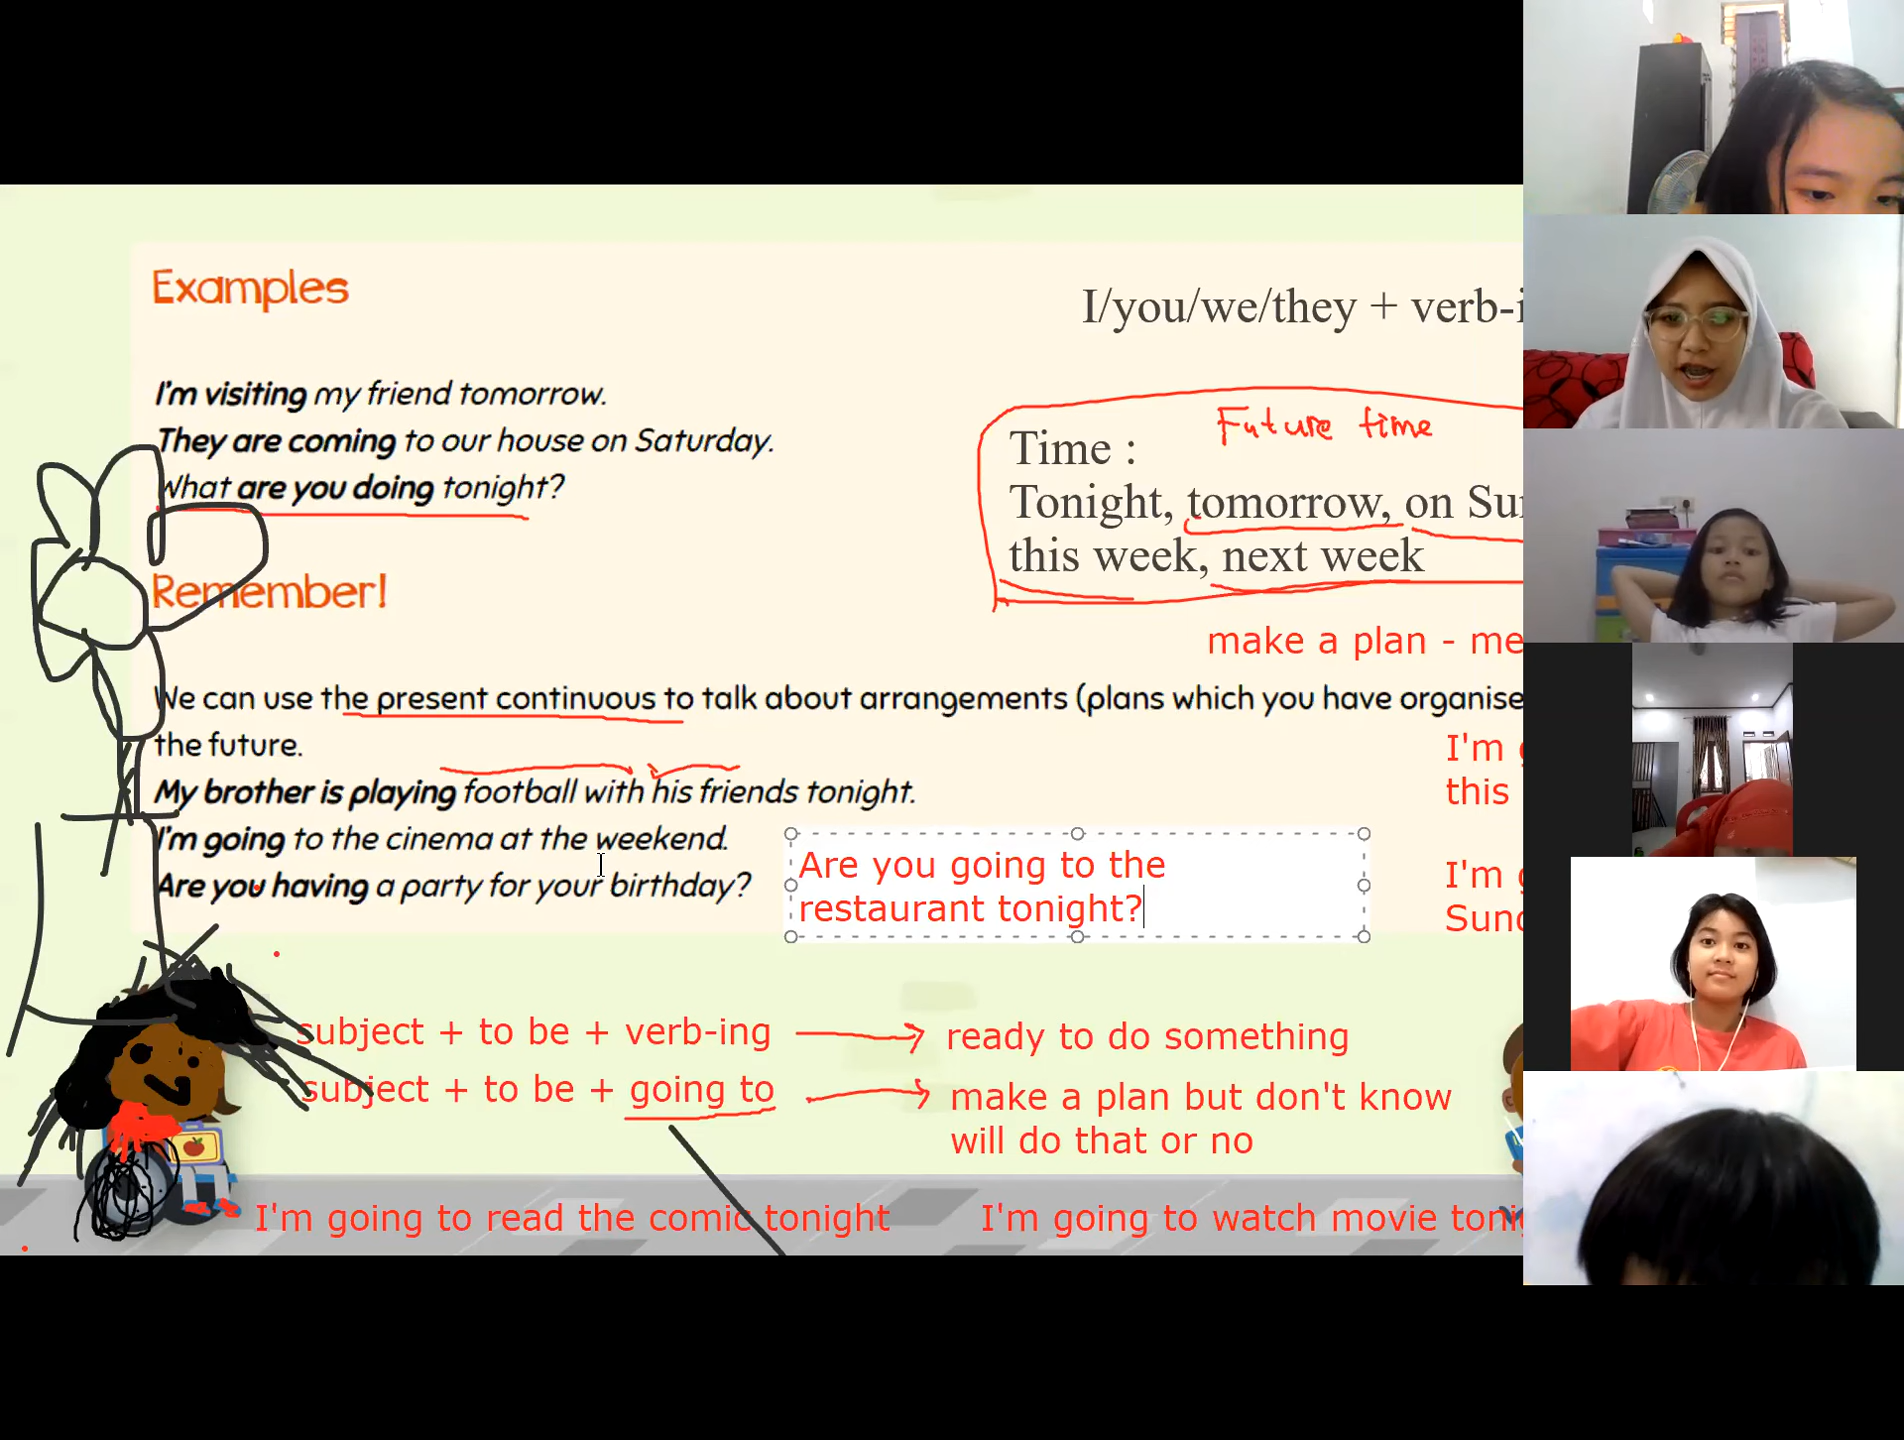 Examples
I/you/we/they + verb-i
I'm visiting my friend tomorrow.
They are coming to our house on Saturday.
What are you doing tonight?
Future time
Time :
Tonight, tomorrow, on Su
this week, next week
Remember!
make a plan - me
We can use the present continuous to talk about arrangements (plans which you have organise
the future.
I'm g
this
My brother is playing football with his friends tonight.
I'm going to the cinema at the weekend.
Are you having a party for your birthday?
Are you going to the
restaurant tonight?
I'm g
Sund
subject + to be + verb-ing
ready to do something
subject + to be + going to
make a plan but don't know
will do that or no
I'm going to read the comic tonight
I'm going to watch movie tonig